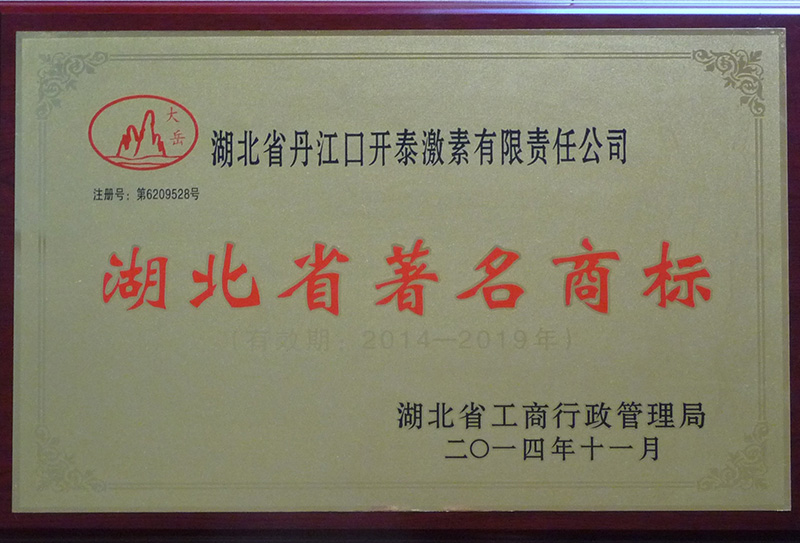 大岳
湖北省丹江口开泰激素有限责任公司
注册号：第6209528号
湖北省著名商标
（有效期：2014—2019年）
湖北省工商行政管理局
二〇一四年十一月